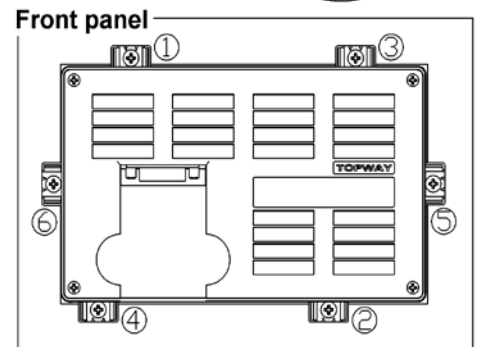 Front panel
① ③
TOPWAY
⑥ ⑤
④ ②